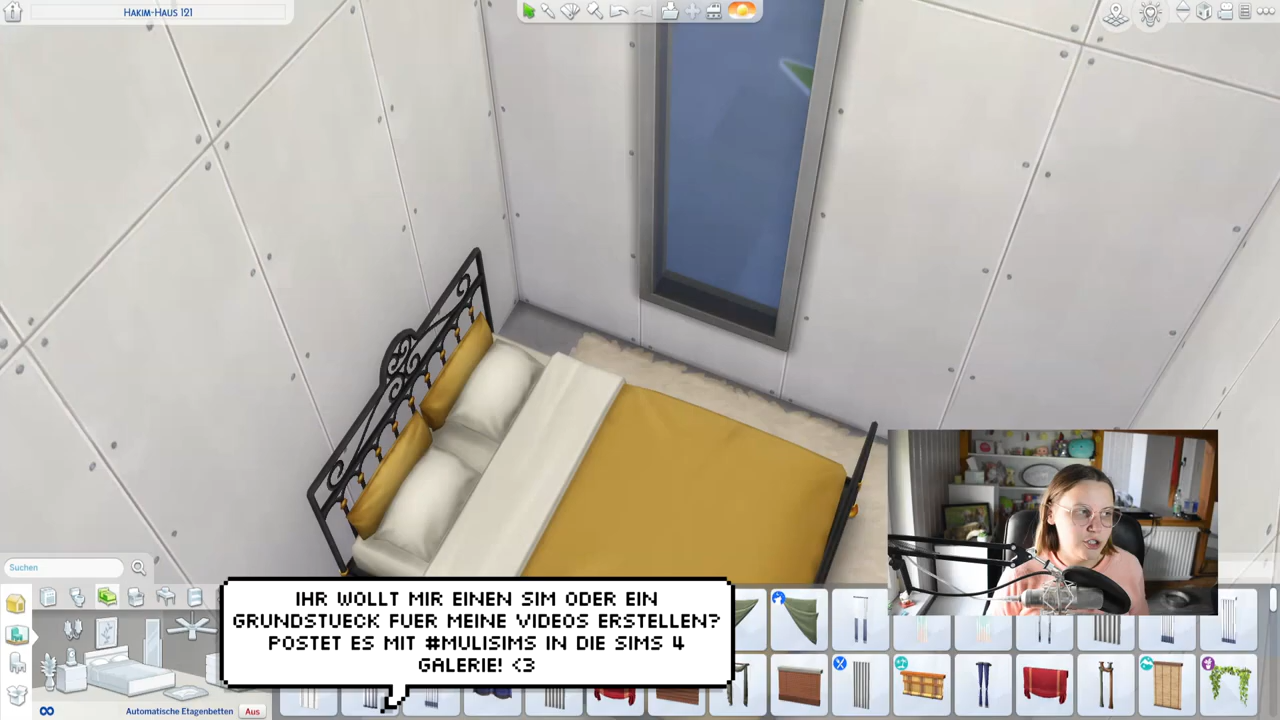 Hakim-Haus 121
Suchen
IHR WOLLT MIR EINEN SIM ODER EIN
GRUNDSTUECK FUER MEINE VIDEOS ERSTELLEN?
POSTET ES MIT #MULISIMS IN DIE SIMS 4
GALERIE! <3
Automatische Etagenbetten Aus